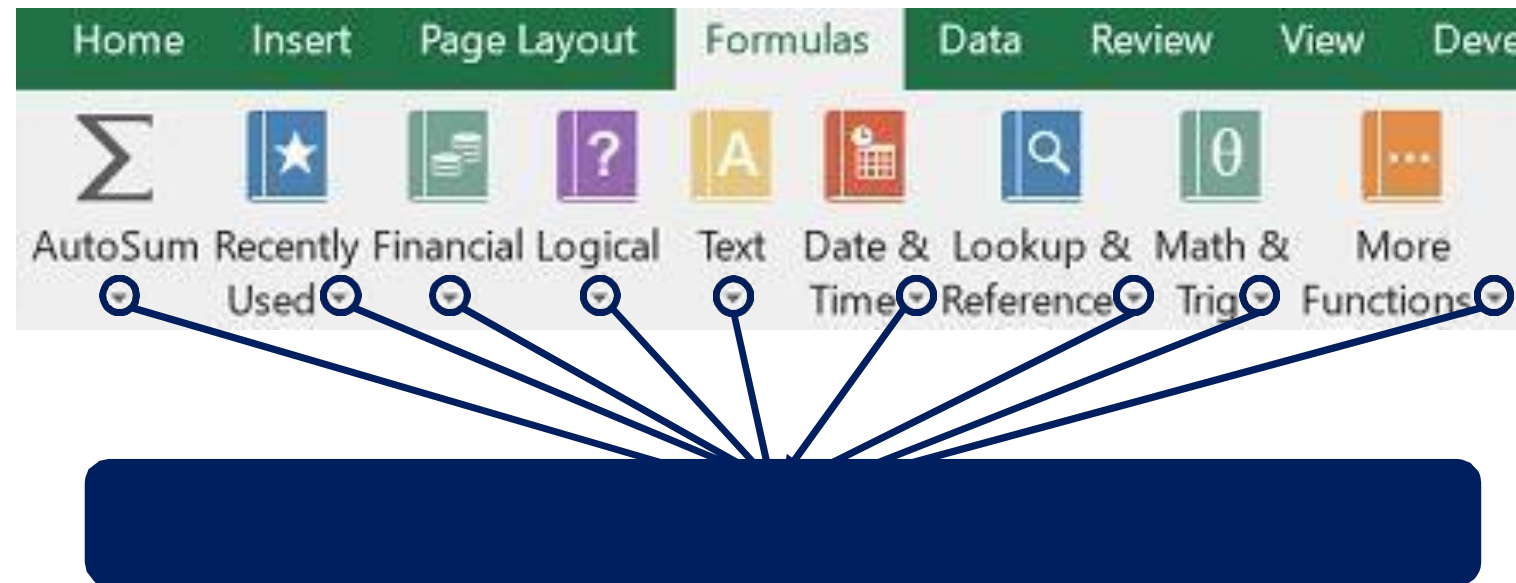 Home Insert Page Layout Formulas Data Review View Deve
A θ
AutoSum Recently Financial Logical Text Date & Lookup & Math & More
Used Time Reference Trig Functions